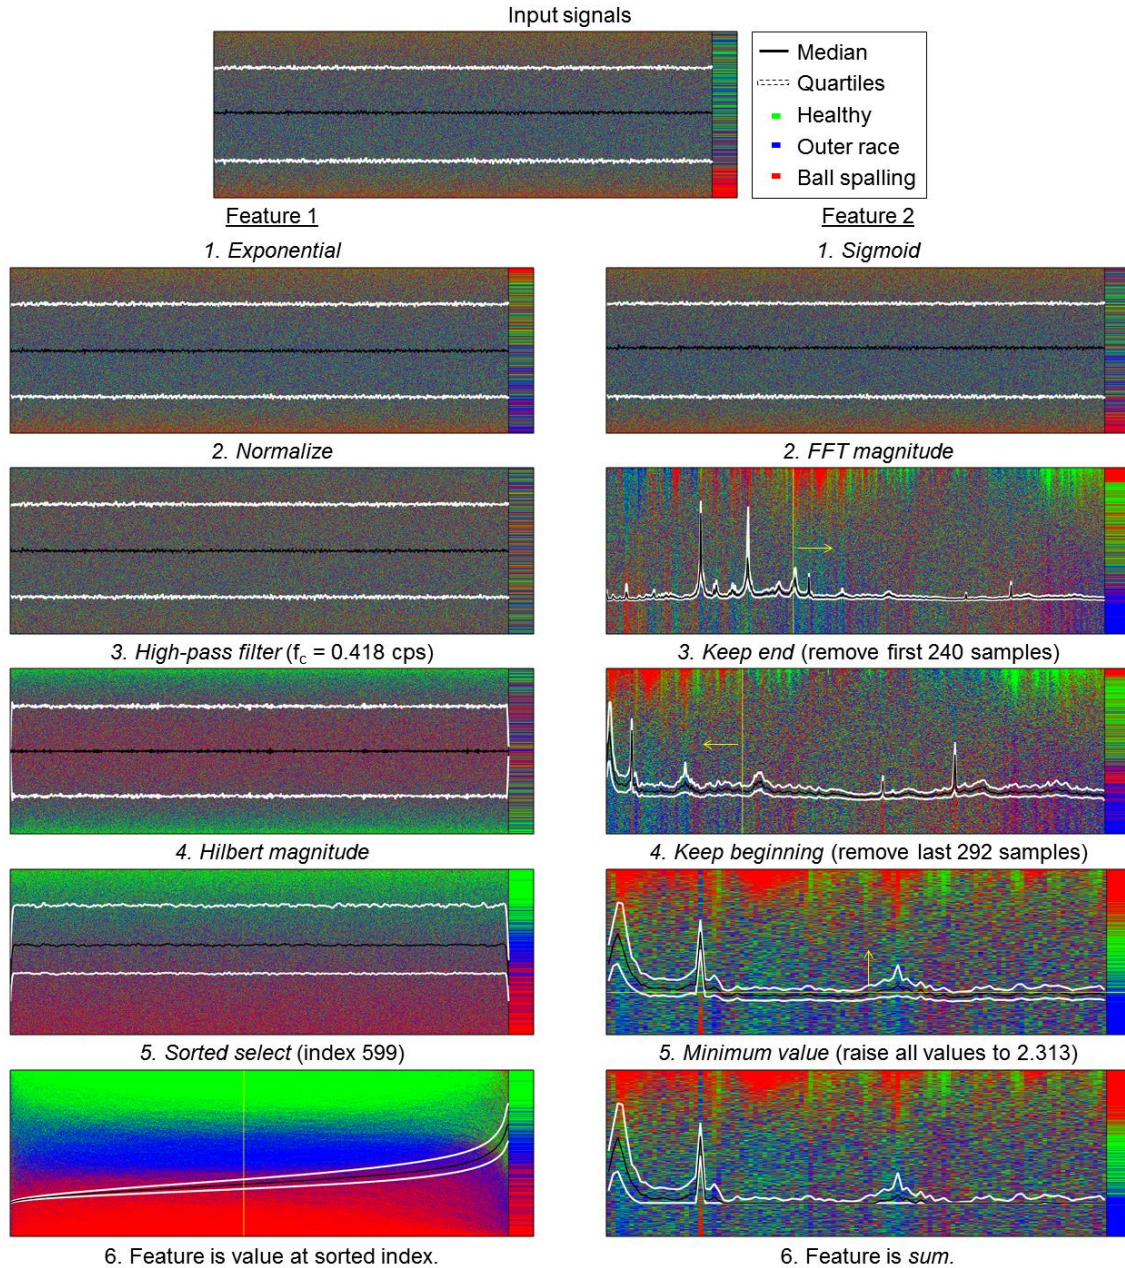 Input signals
Median
Quartiles
Healthy
Outer race
Ball spalling
Feature 1
1. Exponential
2. Normalize
3. High-pass filter (fc = 0.418 cps)
4. Hilbert magnitude
5. Sorted select (index 599)
6. Feature is value at sorted index.
Feature 2
1. Sigmoid
2. FFT magnitude
3. Keep end (remove first 240 samples)
4. Keep beginning (remove last 292 samples)
5. Minimum value (raise all values to 2.313)
6. Feature is sum.